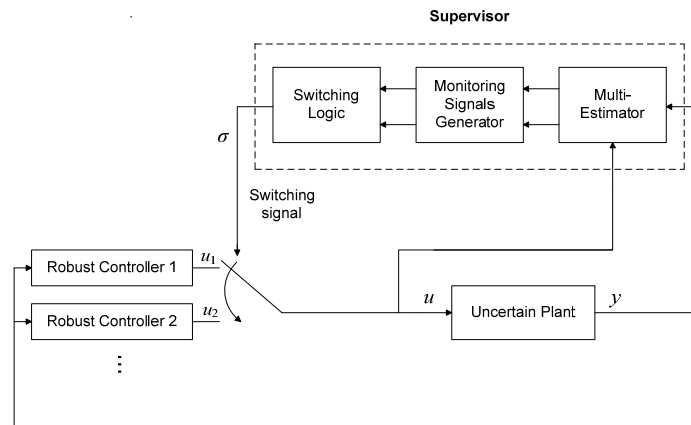 Supervisor
Switching
Logic
Monitoring
Signals
Generator
Multi-
Estimator
σ
Switching
signal
Robust Controller 1
u₁
Robust Controller 2
u₂
u
Uncertain Plant
y